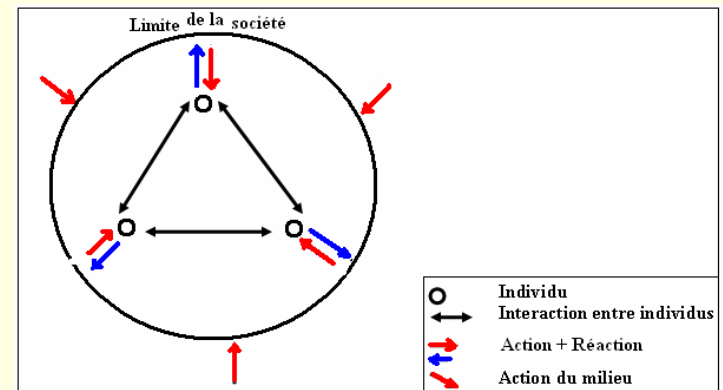 Limite de la société
Individu
Interaction entre individus
Action + Réaction
Action du milieu